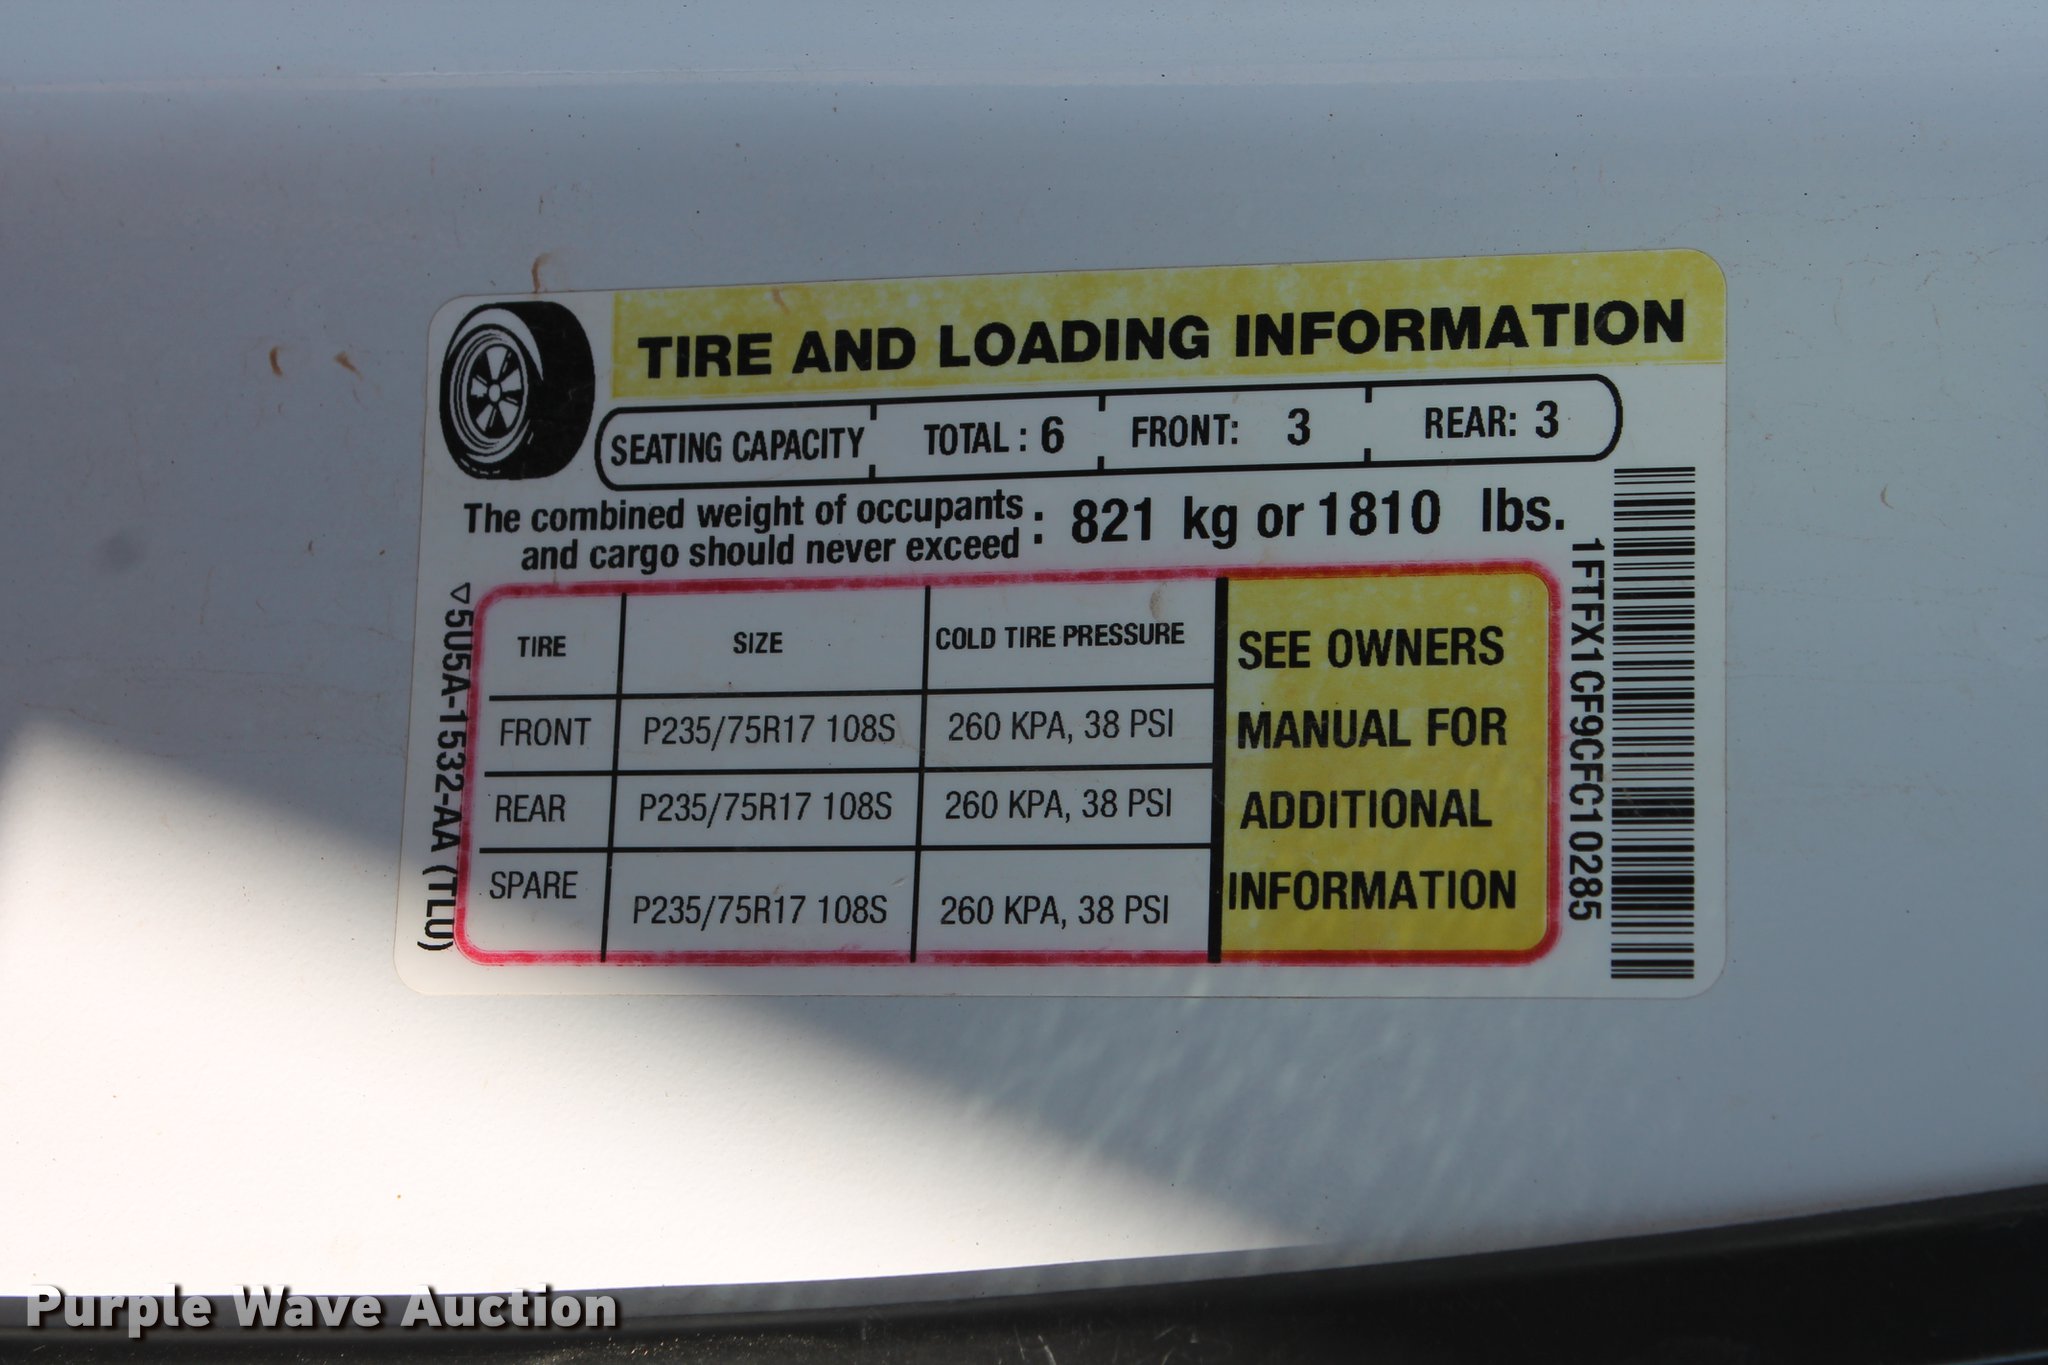 TIRE AND LOADING INFORMATION
SEATING CAPACITY TOTAL : 6 FRONT: 3 REAR: 3
The combined weight of occupants
and cargo should never exceed : 821 kg or 1810 lbs.
TIRE SIZE COLD TIRE PRESSURE
FRONT P235/75R17 108S 260 KPA, 38 PSI
REAR P235/75R17 108S 260 KPA, 38 PSI
SPARE P235/75R17 108S 260 KPA, 38 PSI
SEE OWNERS
MANUAL FOR
ADDITIONAL
INFORMATION
5U5A-1532-AA (TLU)
1FTFX1CF9CFC10285
Purple Wave Auction